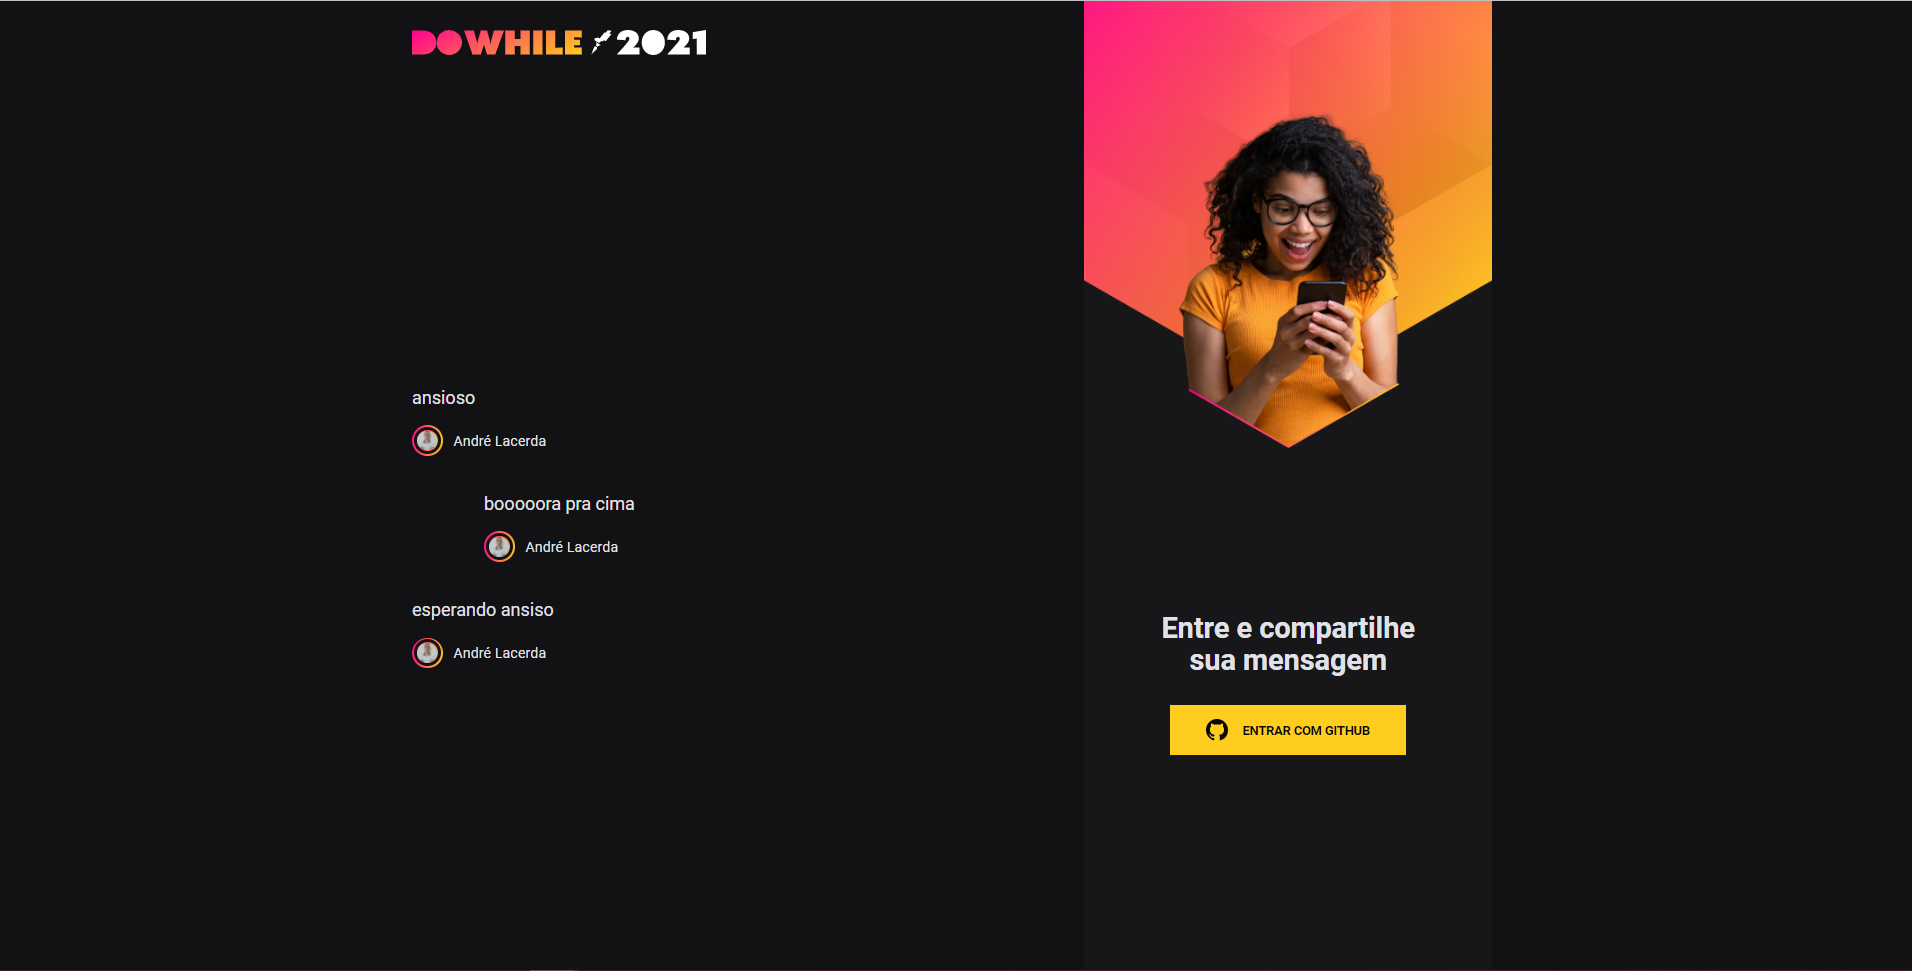 DOWHILE 2021
ansioso
André Lacerda
booooora pra cima
André Lacerda
esperando ansiso
André Lacerda
Entre e compartilhe
sua mensagem
ENTRAR COM GITHUB